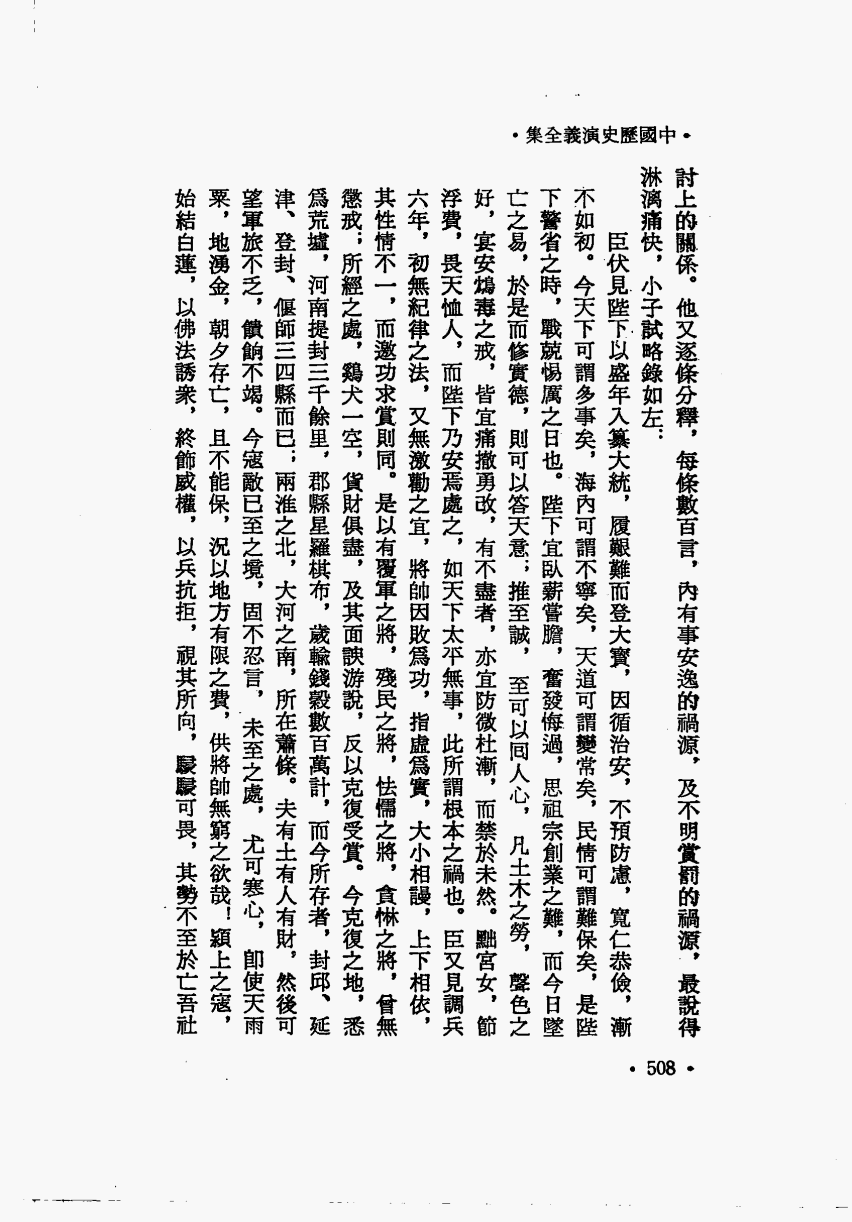 •中國歷史演義全集•
討上的關係。他又逐條分釋，每條數百言，內有事安逸的禍源，及不明賞罰的禍源，最說得
淋漓痛快，小子試略錄如左：
臣伏見陛下以盛年入纂大統，履艱難而登大寶，因循治安，不預防慮，寬仁恭儉，漸
不如初。今天下可謂多事矣，海內可謂不寧矣，天道可謂變常矣，民情可謂難保矣，是陛
下警省之時，戰兢惕厲之日也。陛下宜臥薪嘗膽，奮發悔過，思祖宗創業之難，而今日墜
亡之易，於是而修實德，則可以答天意；推至誠，至可以回人心，凡土木之勞，聲色之
好，宴安鴆毒之戒，皆宜痛撤勇改，有不盡者，亦宜防微杜漸，而禁於未然。黜宮女，節
浮費，畏天恤人，而陛下乃安焉處之，如天下太平無事，此所謂根本之禍也。臣又見調兵
六年，初無紀律之法，又無激勸之宜，將帥因敗爲功，指虛爲實，大小相謾，上下相依，
其性情不一，而邀功求賞則同。是以有覆軍之將，殘民之將，怯懦之將，貪惏之將，曾無
懲戒；所經之處，雞犬一空，貨財俱盡，及其面諛游說，反以克復受賞。今克復之地，悉
爲荒墟，河南提封三千餘里，郡縣星羅棋布，歲輸錢穀數百萬計，而今所存者，封邱、延
津、登封、偃師三四縣而已；兩淮之北，大河之南，所在蕭條。夫有土有人有財，然後可
望軍旅不乏，饋餉不竭。今寇敵已至之境，固不忍言，未至之處，尤可寒心，卽使天雨
粟，地湧金，朝夕存亡，且不能保，況以地方有限之費，供將帥無窮之欲哉！潁上之寇，
始結白蓮，以佛法誘衆，終飾威權，以兵抗拒，視其所向，駸駸可畏，其勢不至於亡吾社
•508•